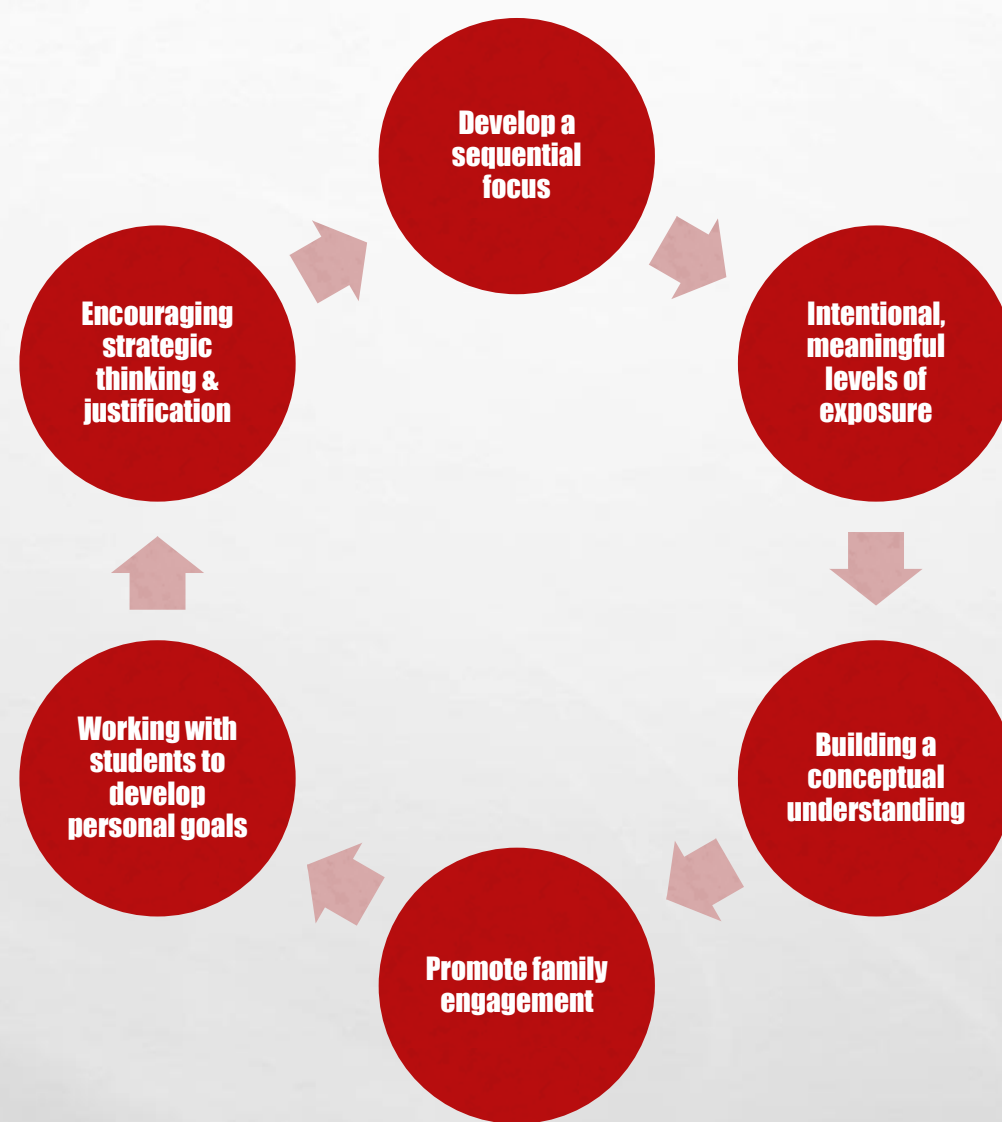 Develop a
sequential
focus
Intentional,
meaningful
levels of
exposure
Building a
conceptual
understanding
Promote family
engagement
Working with
students to
develop
personal goals
Encouraging
strategic
thinking &
justification